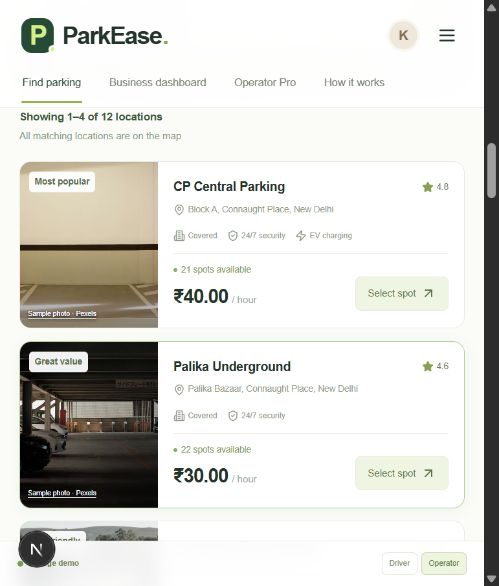 P ParkEase.
K
Find parking Business dashboard Operator Pro How it works
Showing 1–4 of 12 locations
All matching locations are on the map
Most popular
Sample photo · Pexels
CP Central Parking
4.8
Block A, Connaught Place, New Delhi
Covered 24/7 security EV charging
21 spots available
₹40.00 / hour
Select spot
Great value
Sample photo · Pexels
Palika Underground
4.6
Palika Bazaar, Connaught Place, New Delhi
Covered 24/7 security
22 spots available
₹30.00 / hour
Select spot
N
demo
Driver Operator